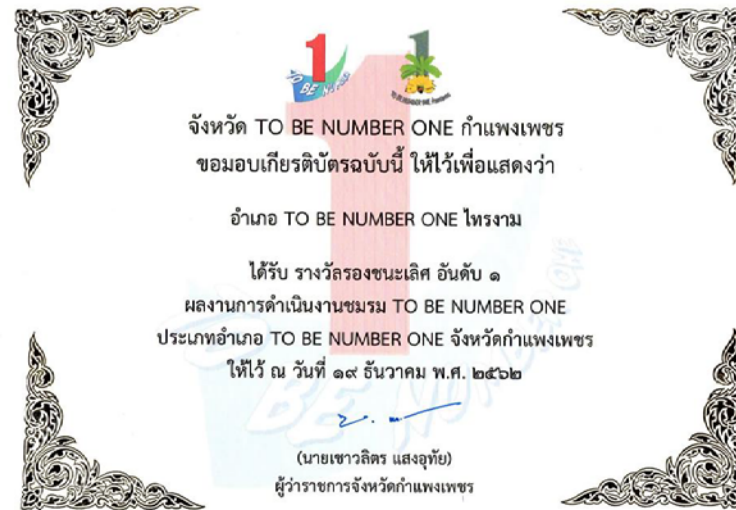 1 1
TO BE NUMBER ONE
จังหวัด TO BE NUMBER ONE กำแพงเพชร
ขอมอบเกียรติบัตรฉบับนี้ ให้ไว้เพื่อแสดงว่า
อำเภอ TO BE NUMBER ONE ไทรงาม
ได้รับ รางวัลรองชนะเลิศ อันดับ ๑
ผลงานการดำเนินงานชมรม TO BE NUMBER ONE
ประเภทอำเภอ TO BE NUMBER ONE จังหวัดกำแพงเพชร
ให้ไว้ ณ วันที่ ๑๙ ธันวาคม พ.ศ. ๒๕๖๒
(นายเชาวลิตร แสงอุทัย)
ผู้ว่าราชการจังหวัดกำแพงเพชร